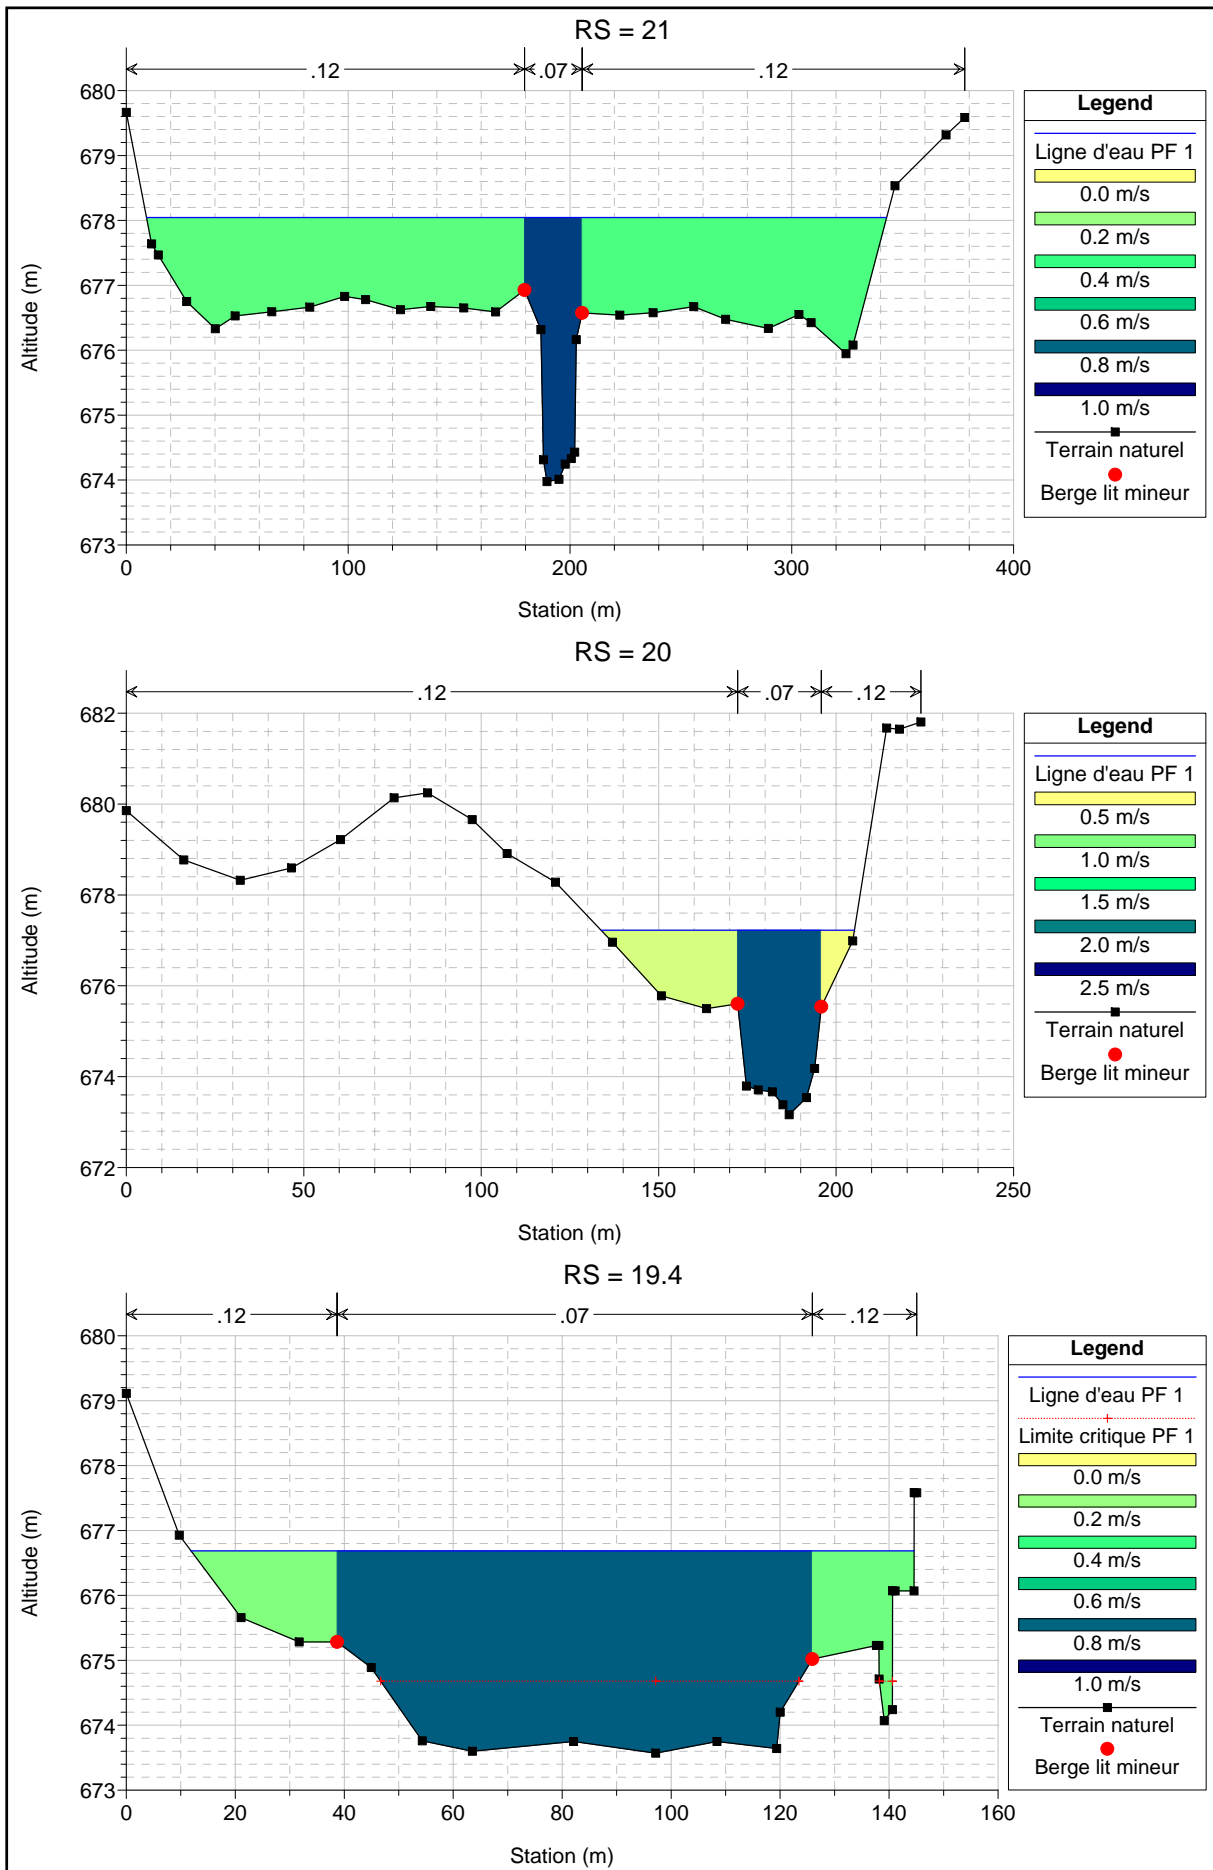 RS = 21
.12 .07 .12
680
679
678
677
676
675
674
673
0 100 200 300 400
Station (m)
Altitude (m)
Legend
Ligne d'eau PF 1
0.0 m/s
0.2 m/s
0.4 m/s
0.6 m/s
0.8 m/s
1.0 m/s
Terrain naturel
Berge lit mineur
RS = 20
.12 .07 .12
682
680
678
676
674
672
0 50 100 150 200 250
Station (m)
Altitude (m)
Legend
Ligne d'eau PF 1
0.5 m/s
1.0 m/s
1.5 m/s
2.0 m/s
2.5 m/s
Terrain naturel
Berge lit mineur
RS = 19.4
.12 .07 .12
680
679
678
677
676
675
674
673
0 20 40 60 80 100 120 140 160
Station (m)
Altitude (m)
Legend
Ligne d'eau PF 1
Limite critique PF 1
0.0 m/s
0.2 m/s
0.4 m/s
0.6 m/s
0.8 m/s
1.0 m/s
Terrain naturel
Berge lit mineur